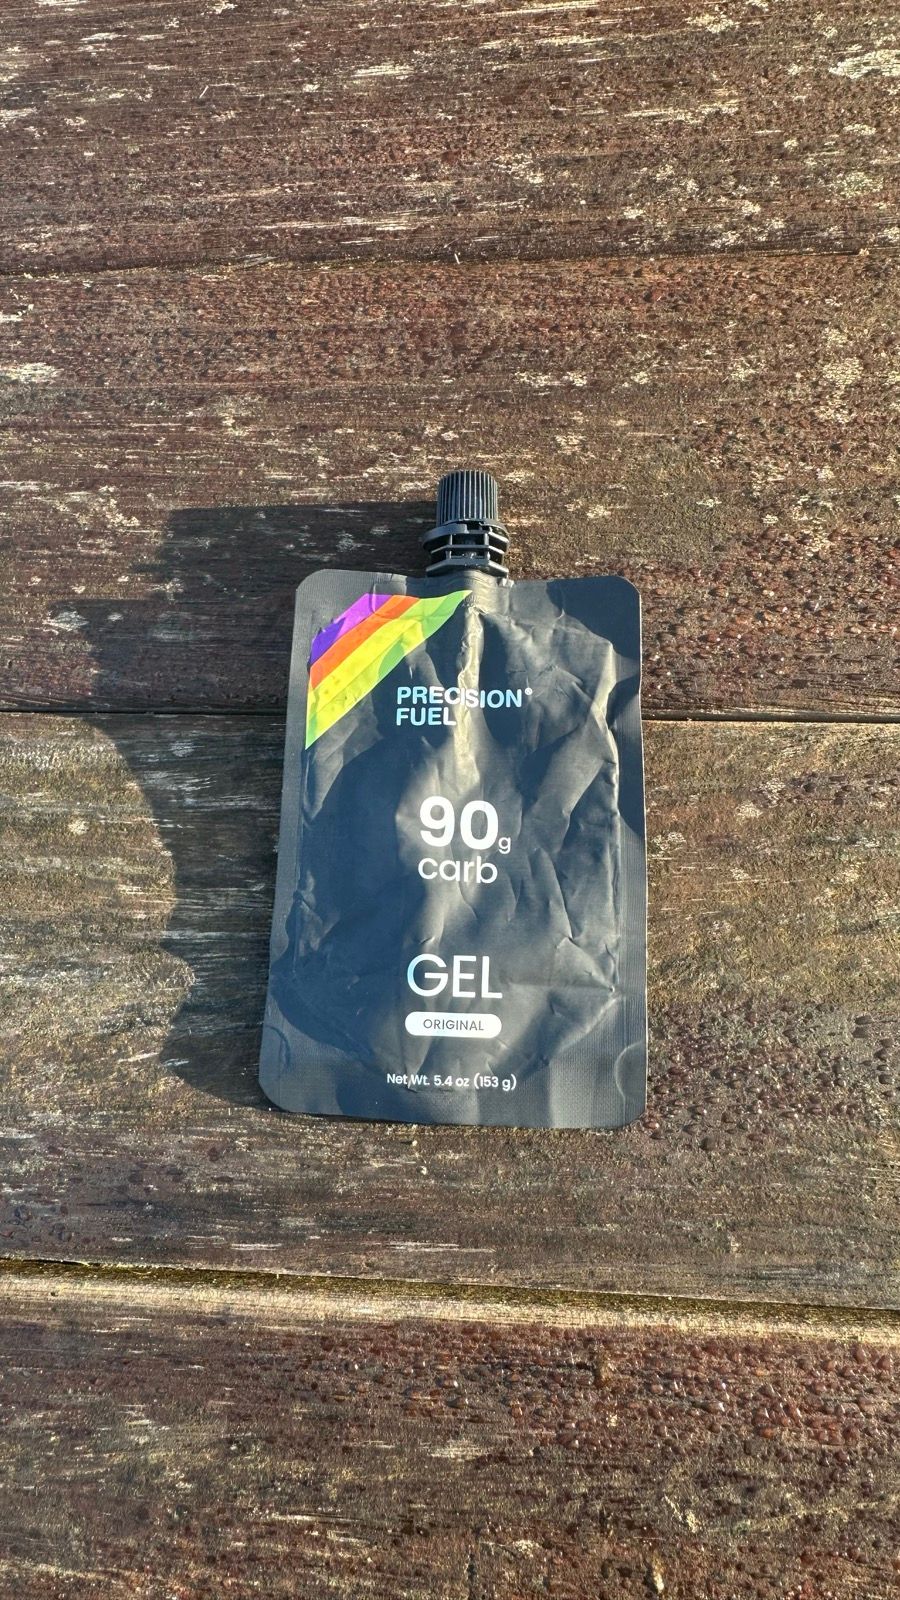 PRECISION®
FUEL
90g
carb
GEL
ORIGINAL
Net Wt. 5.4 oz (153 g)